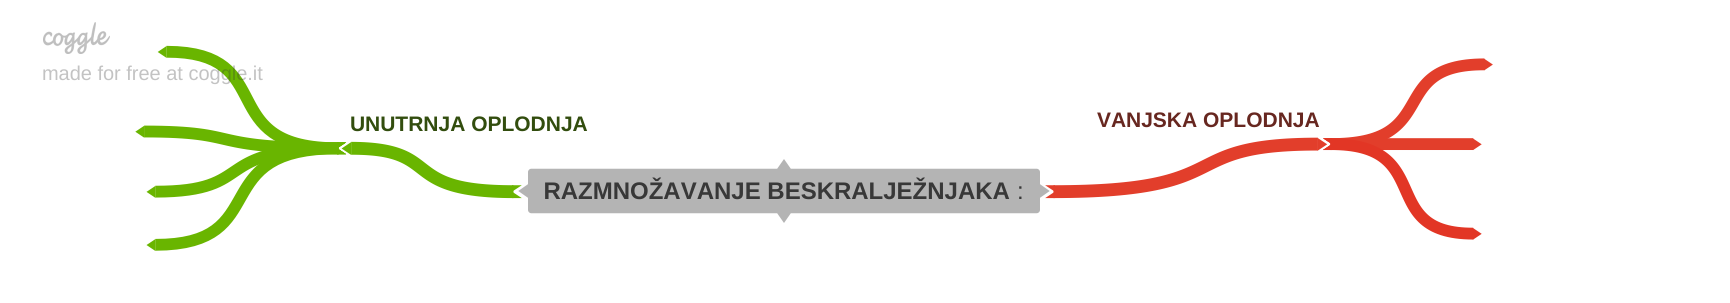 coggle
made for free at coggle.it
UNUTRNJA OPLODNJA
VANJSKA OPLODNJA
RAZMNOŽAVANJE BESKRALJEŽNJAKA :